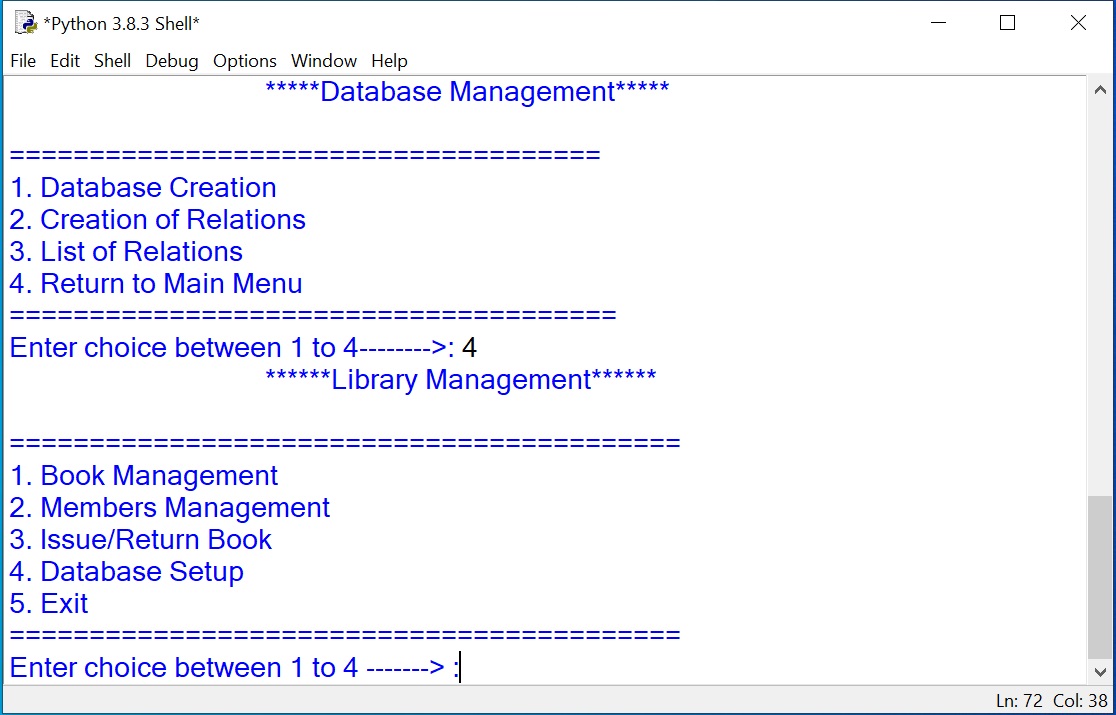 *Python 3.8.3 Shell*
File Edit Shell Debug Options Window Help
*****Database Management*****
=====================================
1. Database Creation
2. Creation of Relations
3. List of Relations
4. Return to Main Menu
======================================
Enter choice between 1 to 4-------->: 4
******Library Management******
==========================================
1. Book Management
2. Members Management
3. Issue/Return Book
4. Database Setup
5. Exit
==========================================
Enter choice between 1 to 4 -------> :
Ln: 72 Col: 38